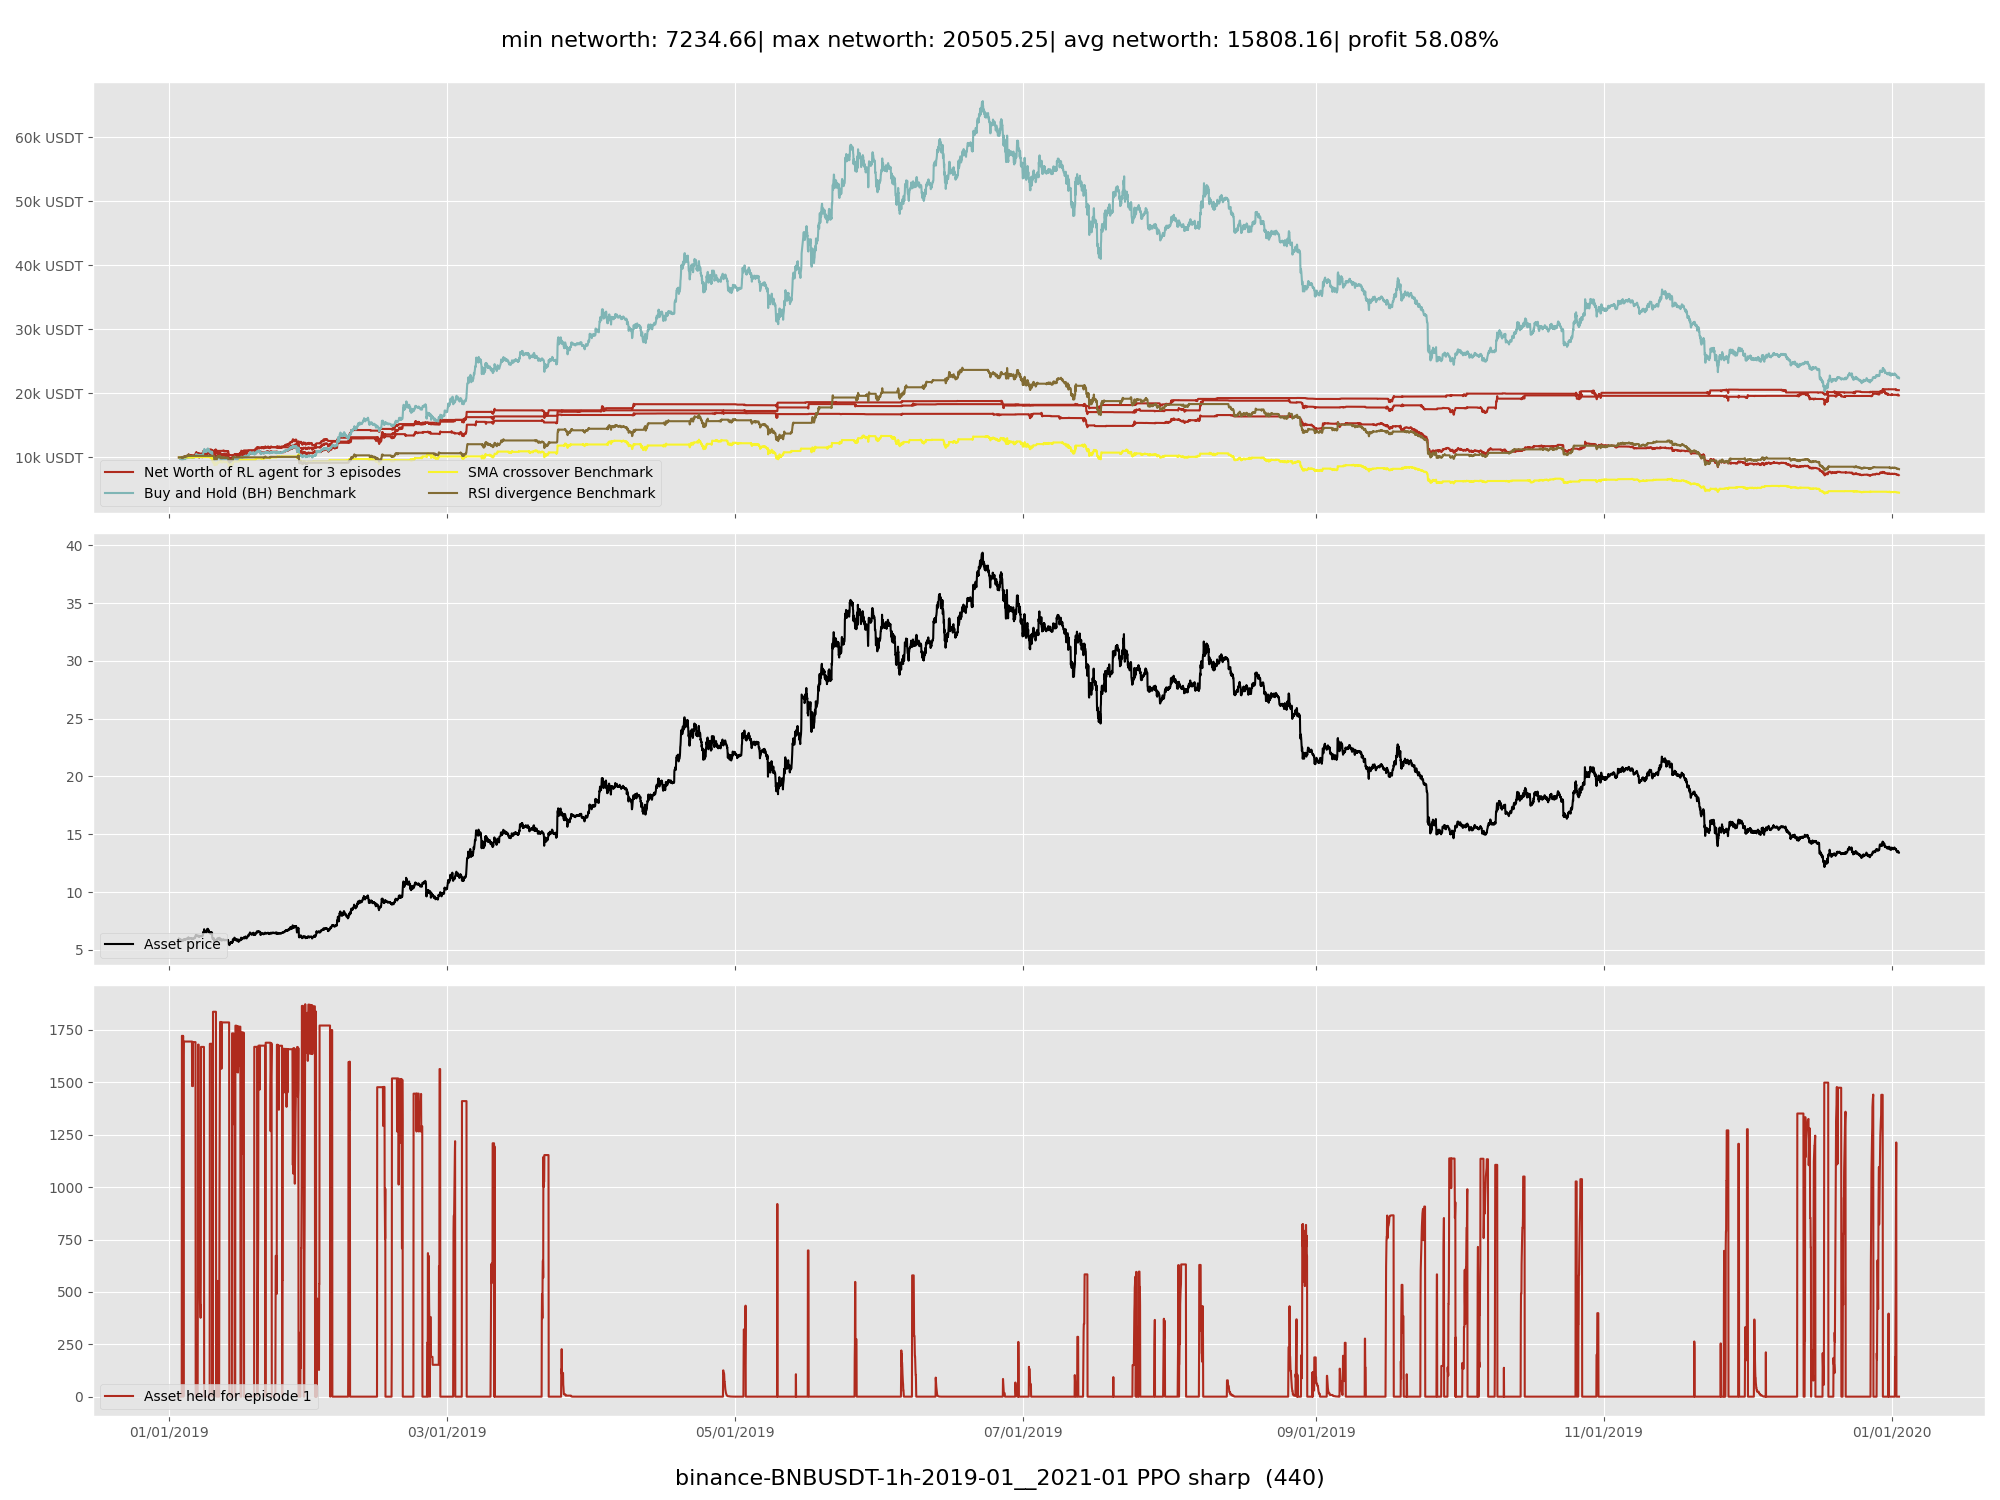 min networth: 7234.66| max networth: 20505.25| avg networth: 15808.16| profit 58.08%
60k USDT
50k USDT
40k USDT
30k USDT
20k USDT
10k USDT
Net Worth of RL agent for 3 episodes
Buy and Hold (BH) Benchmark
SMA crossover Benchmark
RSI divergence Benchmark
40
35
30
25
20
15
10
5
Asset price
1750
1500
1250
1000
750
500
250
0
Asset held for episode 1
01/01/2019 03/01/2019 05/01/2019 07/01/2019 09/01/2019 11/01/2019 01/01/2020
binance-BNBUSDT-1h-2019-01__2021-01 PPO sharp (440)